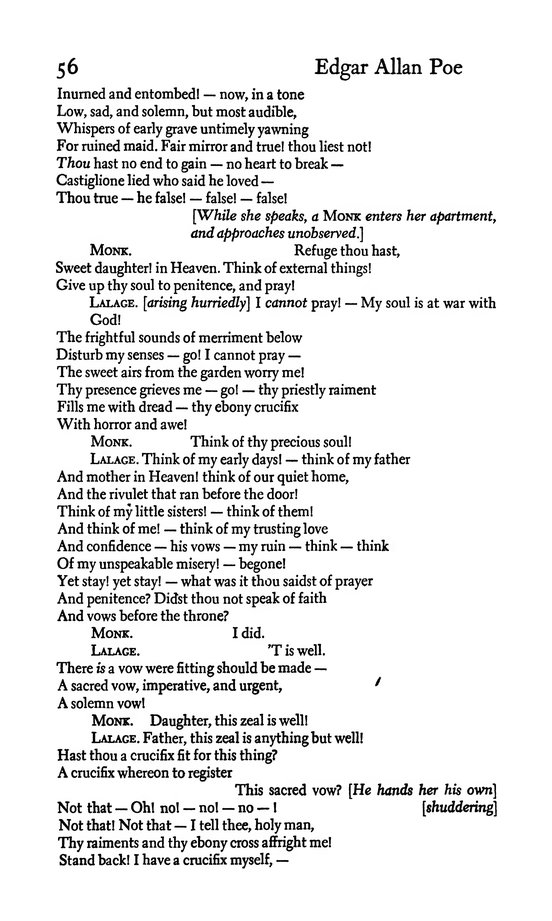 56 Edgar Allan Poe
Inurned and entombed! — now, in a tone
Low, sad, and solemn, but most audible,
Whispers of early grave untimely yawning
For ruined maid. Fair mirror and true! thou liest not!
Thou hast no end to gain — no heart to break —
Castiglione lied who said he loved —
Thou true — he false! — false! — false!
[While she speaks, a MONK enters her apartment,
and approaches unobserved.]
MONK. Refuge thou hast,
Sweet daughter! in Heaven. Think of external things!
Give up thy soul to penitence, and pray!
LALAGE. [arising hurriedly] I cannot pray! — My soul is at war with
God!
The frightful sounds of merriment below
Disturb my senses — go! I cannot pray —
The sweet airs from the garden worry me!
Thy presence grieves me — go! — thy priestly raiment
Fills me with dread — thy ebony crucifix
With horror and awe!
MONK. Think of thy precious soul!
LALAGE. Think of my early days! — think of my father
And mother in Heaven! think of our quiet home,
And the rivulet that ran before the door!
Think of my little sisters! — think of them!
And think of me! — think of my trusting love
And confidence — his vows — my ruin — think — think
Of my unspeakable misery! — begone!
Yet stay! yet stay! — what was it thou saidst of prayer
And penitence? Didst thou not speak of faith
And vows before the throne?
MONK. I did.
LALAGE. 'T is well.
There is a vow were fitting should be made —
A sacred vow, imperative, and urgent,
A solemn vow!
MONK. Daughter, this zeal is well!
LALAGE. Father, this zeal is anything but well!
Hast thou a crucifix fit for this thing?
A crucifix whereon to register
This sacred vow? [He hands her his own]
Not that — Oh! no! — no! — no — ! [shuddering]
Not that! Not that — I tell thee, holy man,
Thy raiments and thy ebony cross affright me!
Stand back! I have a crucifix myself, —